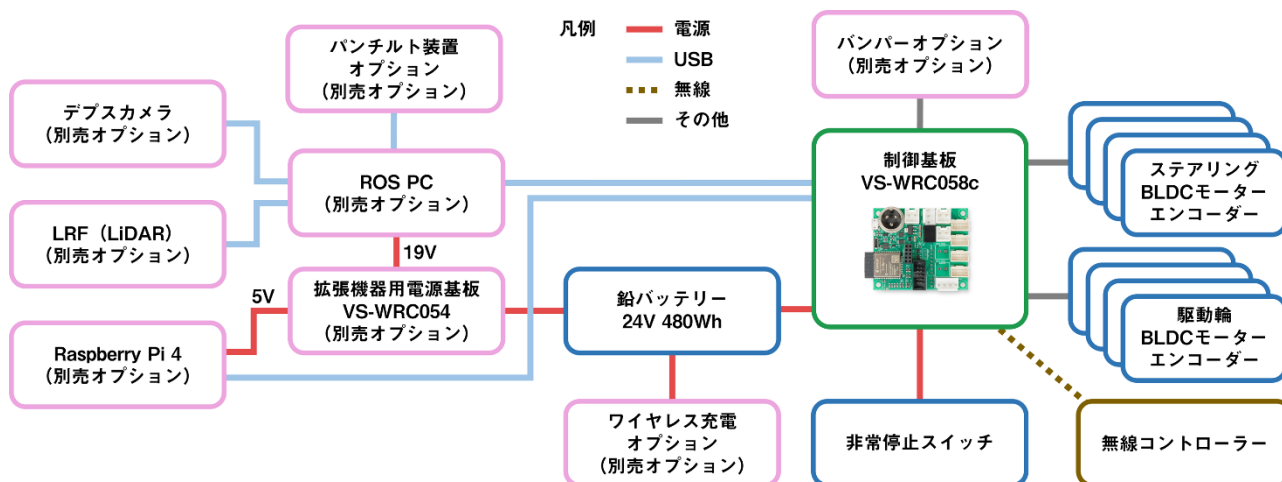 凡例
電源
USB
無線
その他
パンチルト装置
オプション
（別売オプション）
バンパーオプション
（別売オプション）
デプスカメラ
（別売オプション）
ROS PC
（別売オプション）
制御基板
VS-WRC058c
ステアリング
BLDCモーター
エンコーダー
LRF（LiDAR）
（別売オプション）
19V
5V
拡張機器用電源基板
VS-WRC054
（別売オプション）
鉛バッテリー
24V 480Wh
駆動輪
BLDCモーター
エンコーダー
Raspberry Pi 4
（別売オプション）
ワイヤレス充電
オプション
（別売オプション）
非常停止スイッチ
無線コントローラー